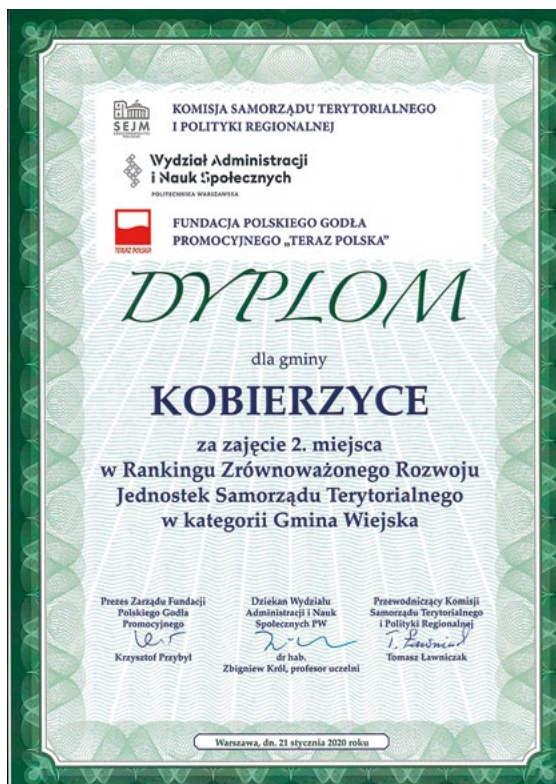 SEJM
KOMISJA SAMORZĄDU TERYTORIALNEGO
I POLITYKI REGIONALNEJ
Wydział Administracji
i Nauk Społecznych
POLITECHNIKA WARSZAWSKA
TERAZ POLSKA
FUNDACJA POLSKIEGO GODŁA
PROMOCYJNEGO „TERAZ POLSKA”
DYPLOM
dla gminy
KOBIERZYCE
za zajęcie 2. miejsca
w Rankingu Zrównoważonego Rozwoju
Jednostek Samorządu Terytorialnego
w kategorii Gmina Wiejska
Prezes Zarządu Fundacji
Polskiego Godła
Promocyjnego
Krzysztof Przybył
Dziekan Wydziału
Administracji i Nauk
Społecznych PW
dr hab.
Zbigniew Król, profesor uczelni
Przewodniczący Komisji
Samorządu Terytorialnego
i Polityki Regionalnej
T. Ławniczak
Tomasz Ławniczak
Warszawa, dn. 21 stycznia 2020 roku